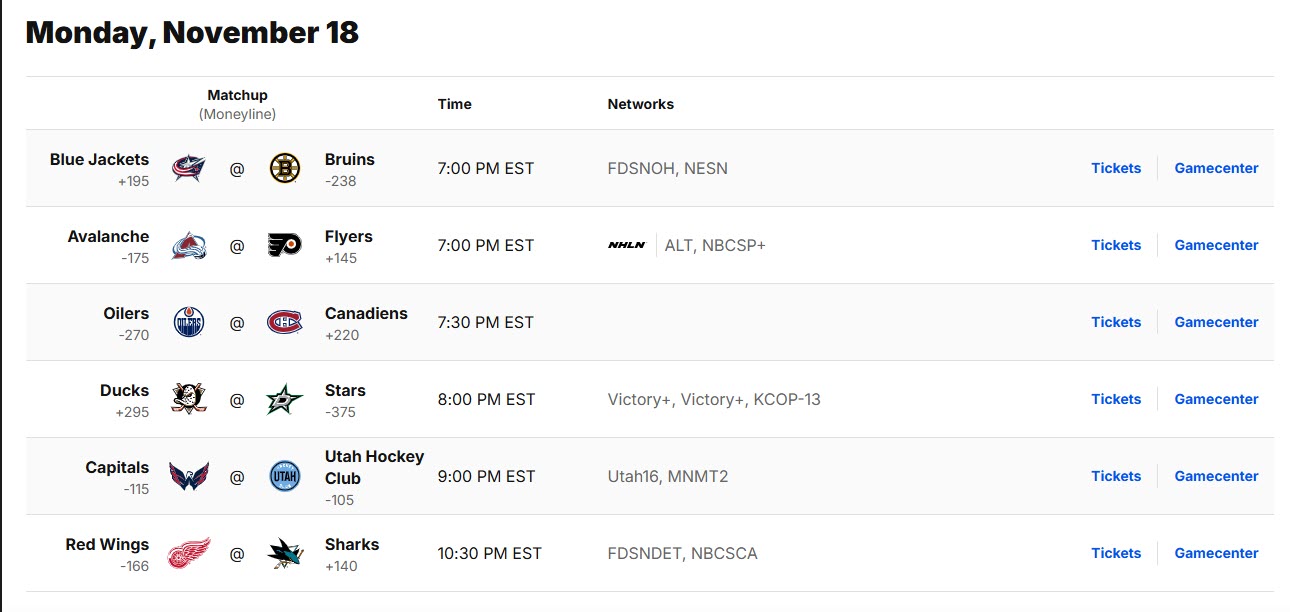 Monday, November 18
Matchup
(Moneyline)
Time
Networks
Blue Jackets
+195
@
B
Bruins
-238
7:00 PM EST
FDSNOH, NESN
Tickets
Gamecenter
Avalanche
-175
@
Flyers
+145
7:00 PM EST
NHLN
ALT, NBCSP+
Tickets
Gamecenter
Oilers
-270
OILERS
@
Canadiens
+220
7:30 PM EST
Tickets
Gamecenter
Ducks
+295
@
D
Stars
-375
8:00 PM EST
Victory+, Victory+, KCOP-13
Tickets
Gamecenter
Capitals
-115
@
UTAH
Utah Hockey
Club
-105
9:00 PM EST
Utah16, MNMT2
Tickets
Gamecenter
Red Wings
-166
@
Sharks
+140
10:30 PM EST
FDSNDET, NBCSCA
Tickets
Gamecenter